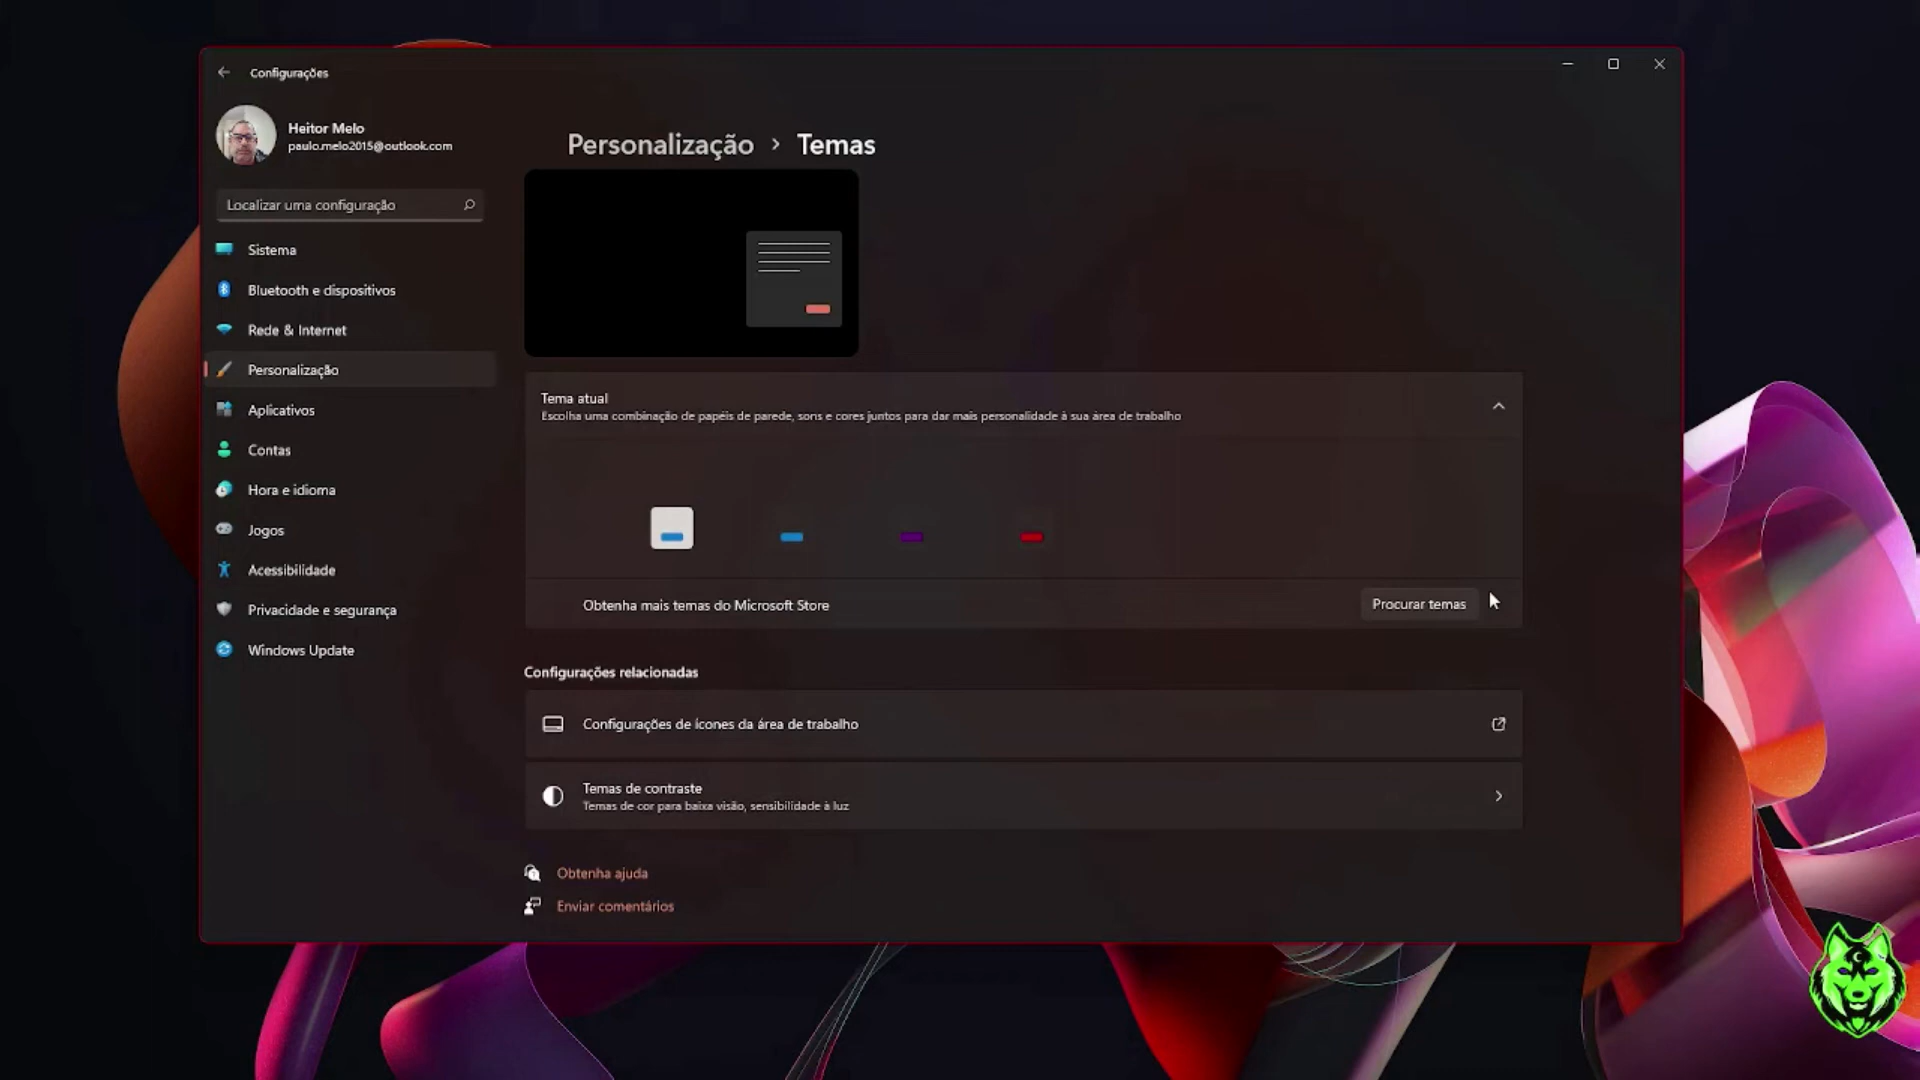 Configurações
Heitor Melo
paulo.melo2015@outlook.com
Personalização > Temas
Localizar uma configuração
Sistema
Bluetooth e dispositivos
Rede & Internet
Personalização
Aplicativos
Contas
Hora e idioma
Jogos
Acessibilidade
Privacidade e segurança
Windows Update
Tema atual
Escolha uma combinação de papéis de parede, sons e cores juntos para dar mais personalidade à sua área de trabalho
Obtenha mais temas do Microsoft Store
Procurar temas
Configurações relacionadas
Configurações de ícones da área de trabalho
Temas de contraste
Temas de cor para baixa visão, sensibilidade à luz
Obtenha ajuda
Enviar comentários